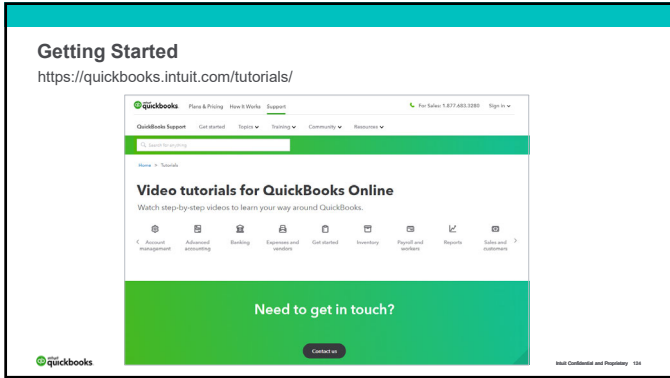 Getting Started
https://quickbooks.intuit.com/tutorials/
intuit quickbooks. Plans & Pricing How It Works Support For Sales: 1.877.683.3280 Sign in
QuickBooks Support Get started Topics Training Community Resources
Search for anything
Home > Tutorials
Video tutorials for QuickBooks Online
Watch step-by-step videos to learn your way around QuickBooks.
Account management
Advanced accounting
Banking
Expenses and vendors
Get started
Inventory
Payroll and workers
Reports
Sales and customers
Need to get in touch?
Contact us
intuit quickbooks.
Intuit Confidential and Proprietary 134